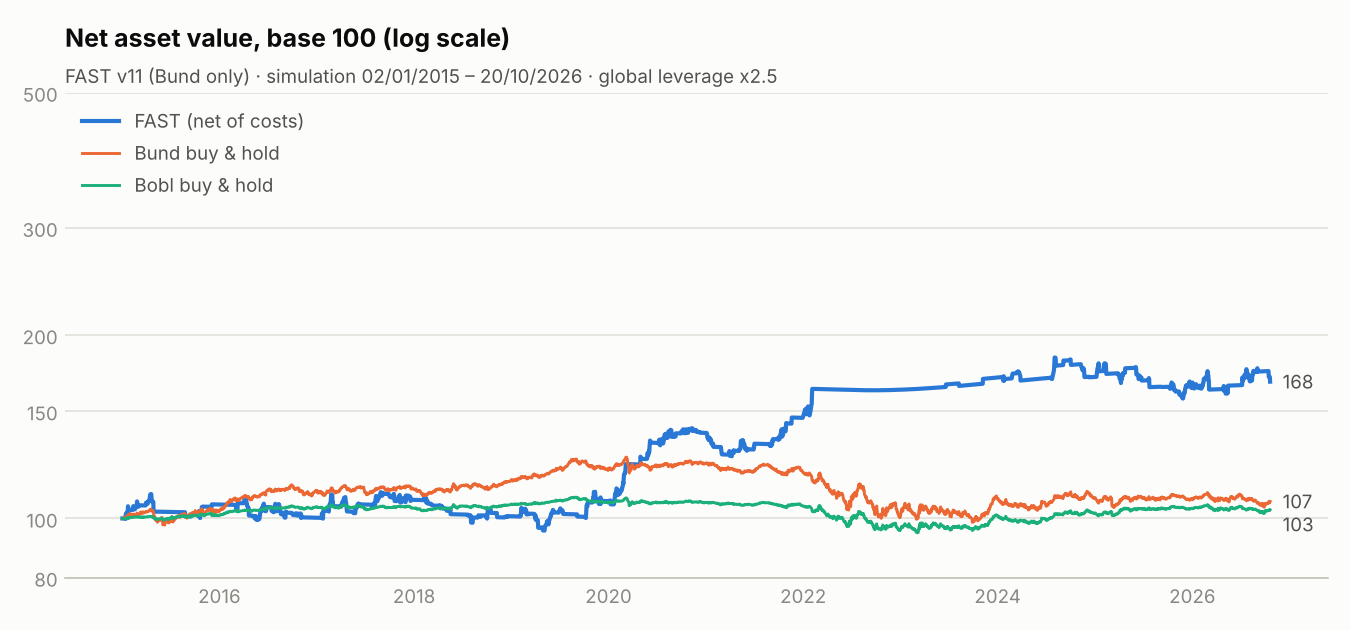 Net asset value, base 100 (log scale)
FAST v11 (Bund only) · simulation 02/01/2015 – 20/10/2026 · global leverage x2.5
500
FAST (net of costs)
Bund buy & hold
Bobl buy & hold
300
200
168
150
107
100
103
80
2016 2018 2020 2022 2024 2026